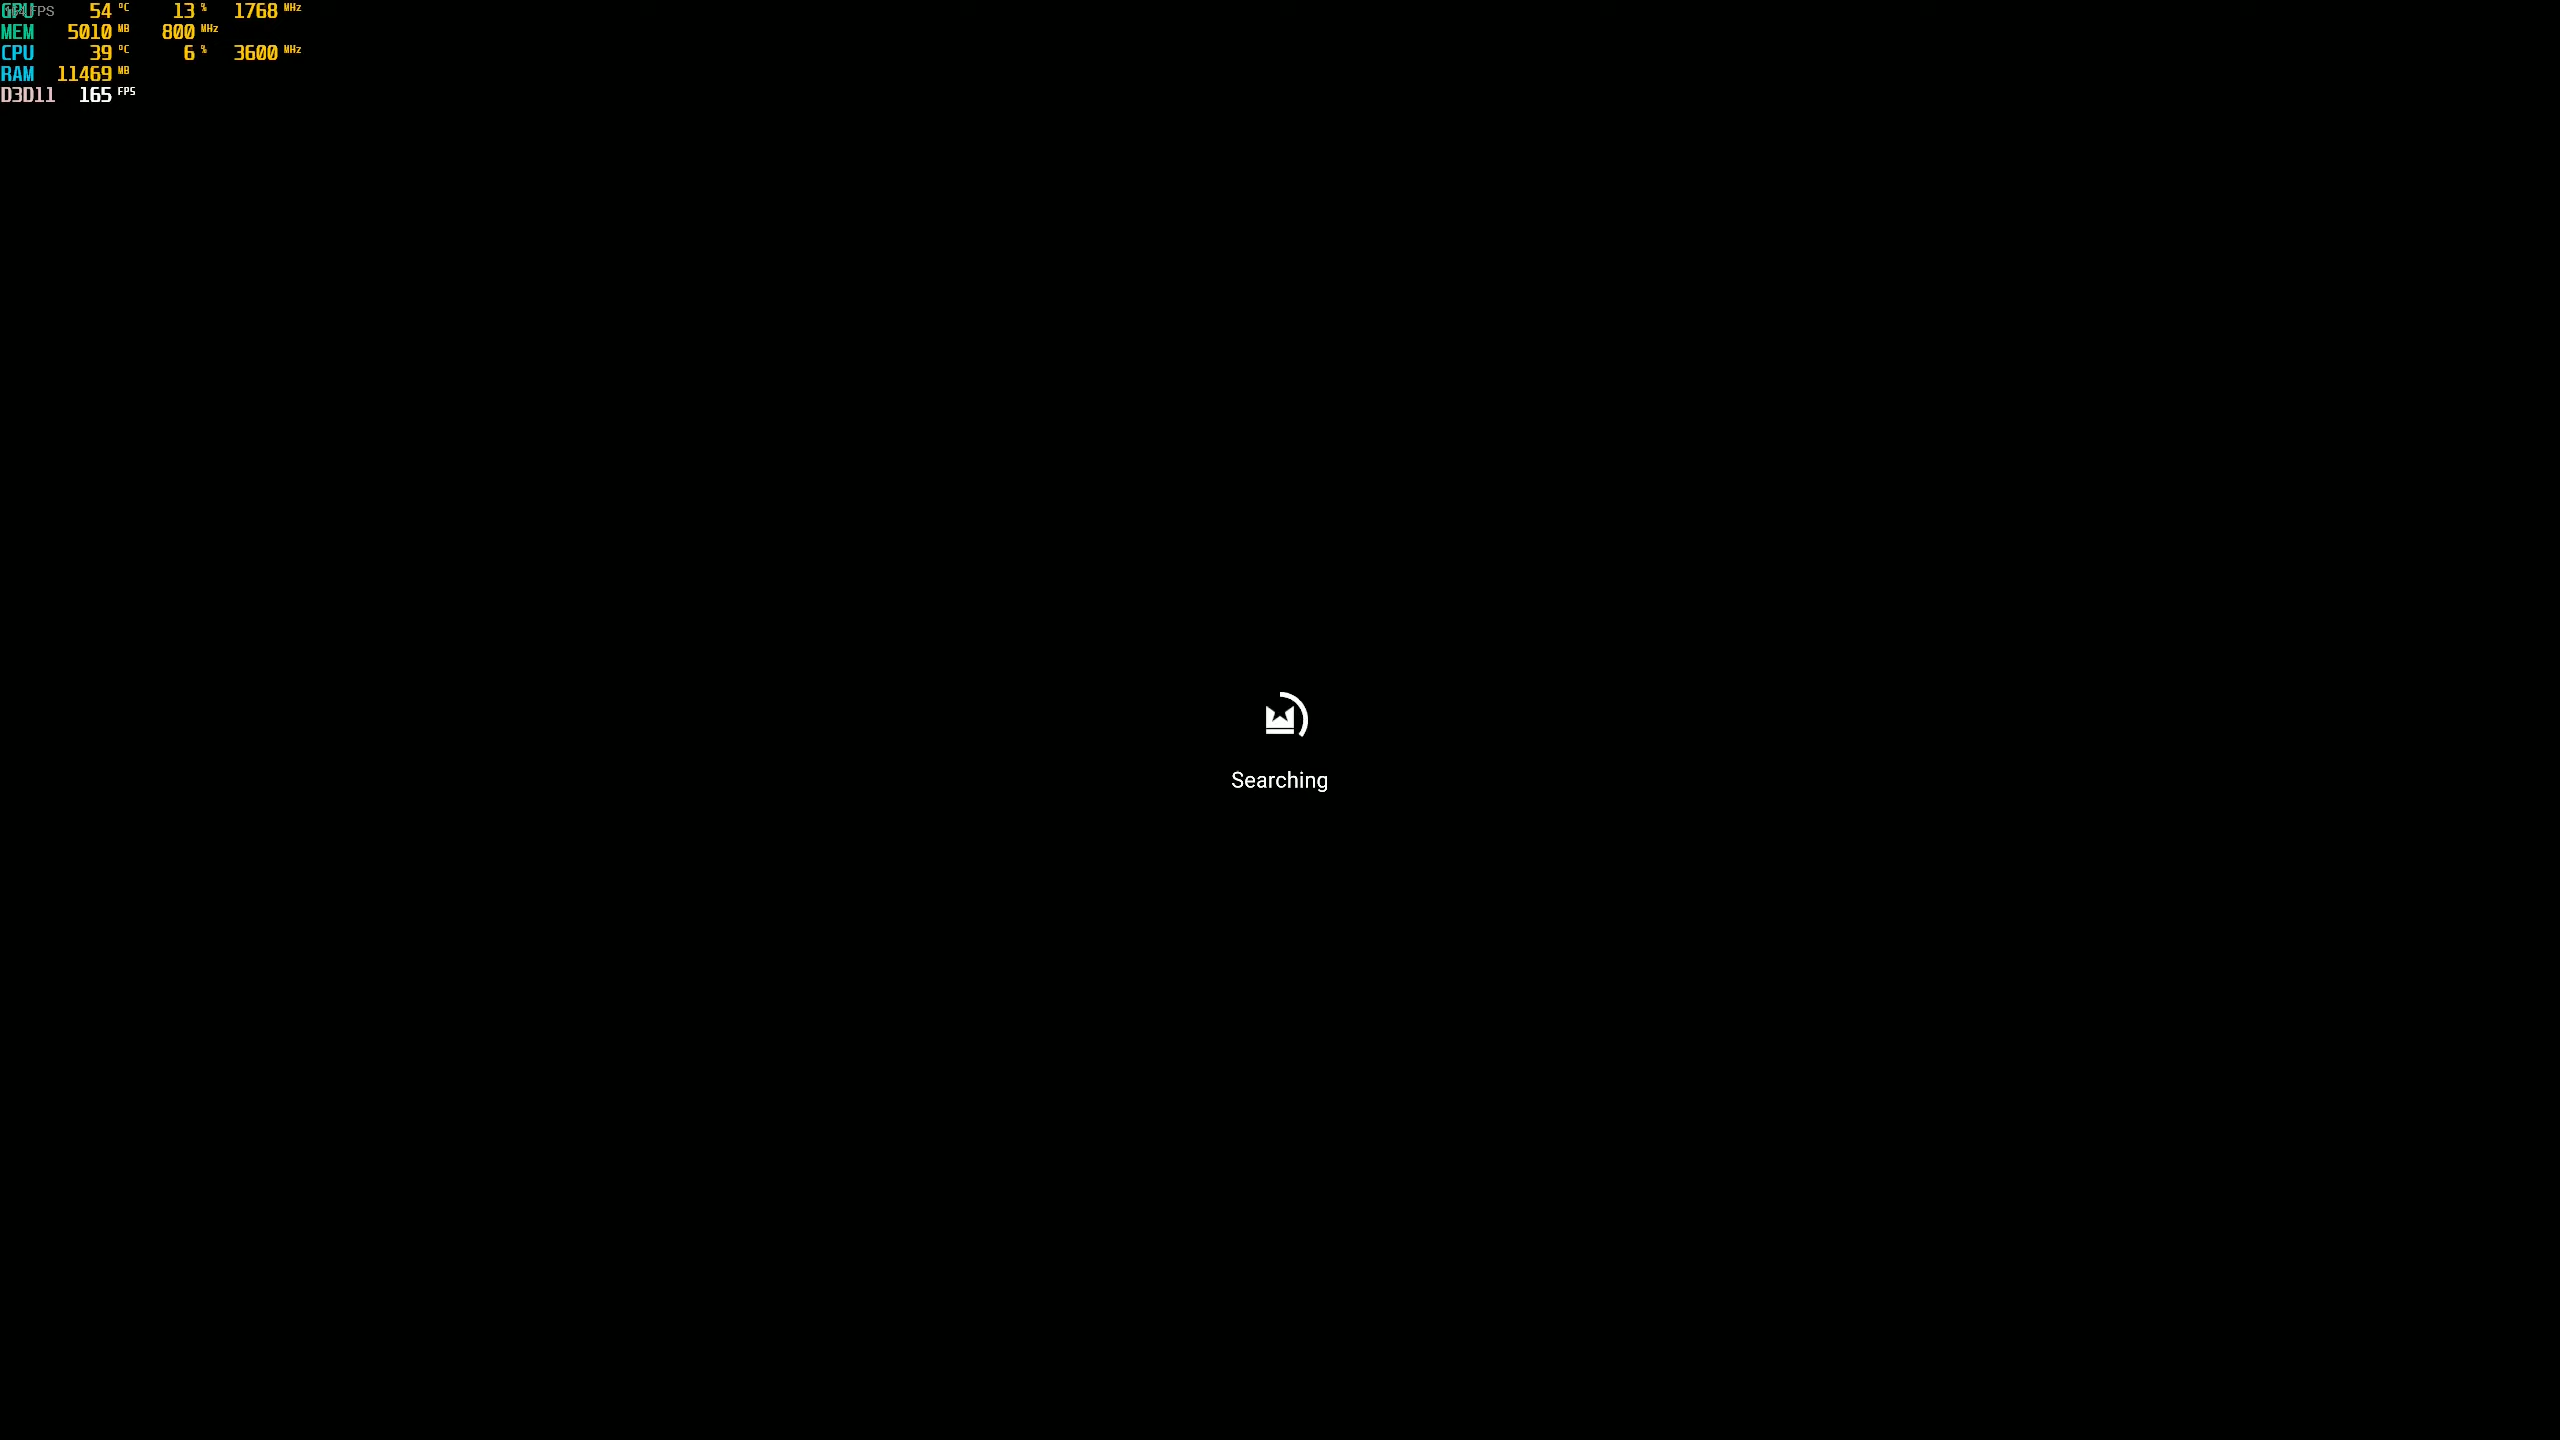 GPU 54 °C 13 % 1768 MHz
MEM 5010 MB 800 MHz
CPU 39 °C 6 % 3600 MHz
RAM 11469 MB
D3D11 165 FPS
Searching